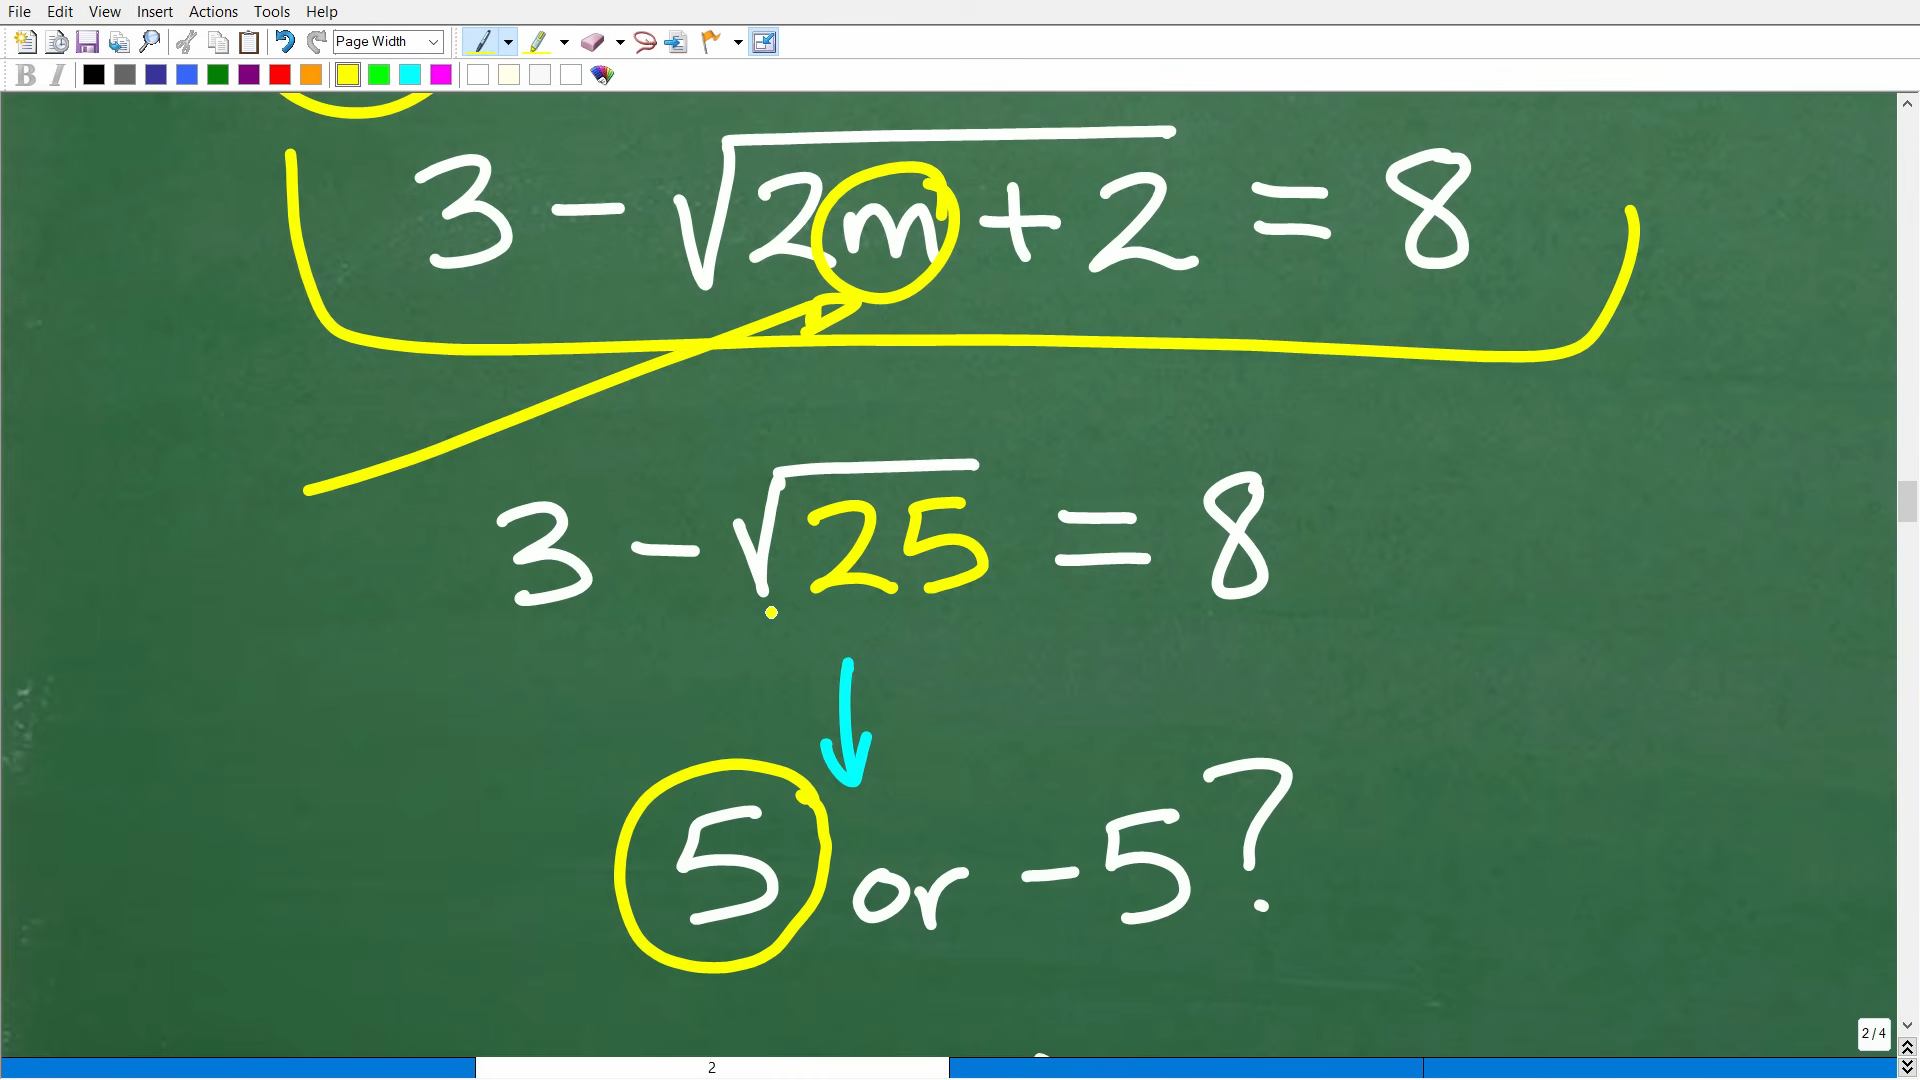 File Edit View Insert Actions Tools Help
Page Width
B I
3 - √2m + 2 = 8
3 - √25 = 8
5 or -5?
2 / 4
2